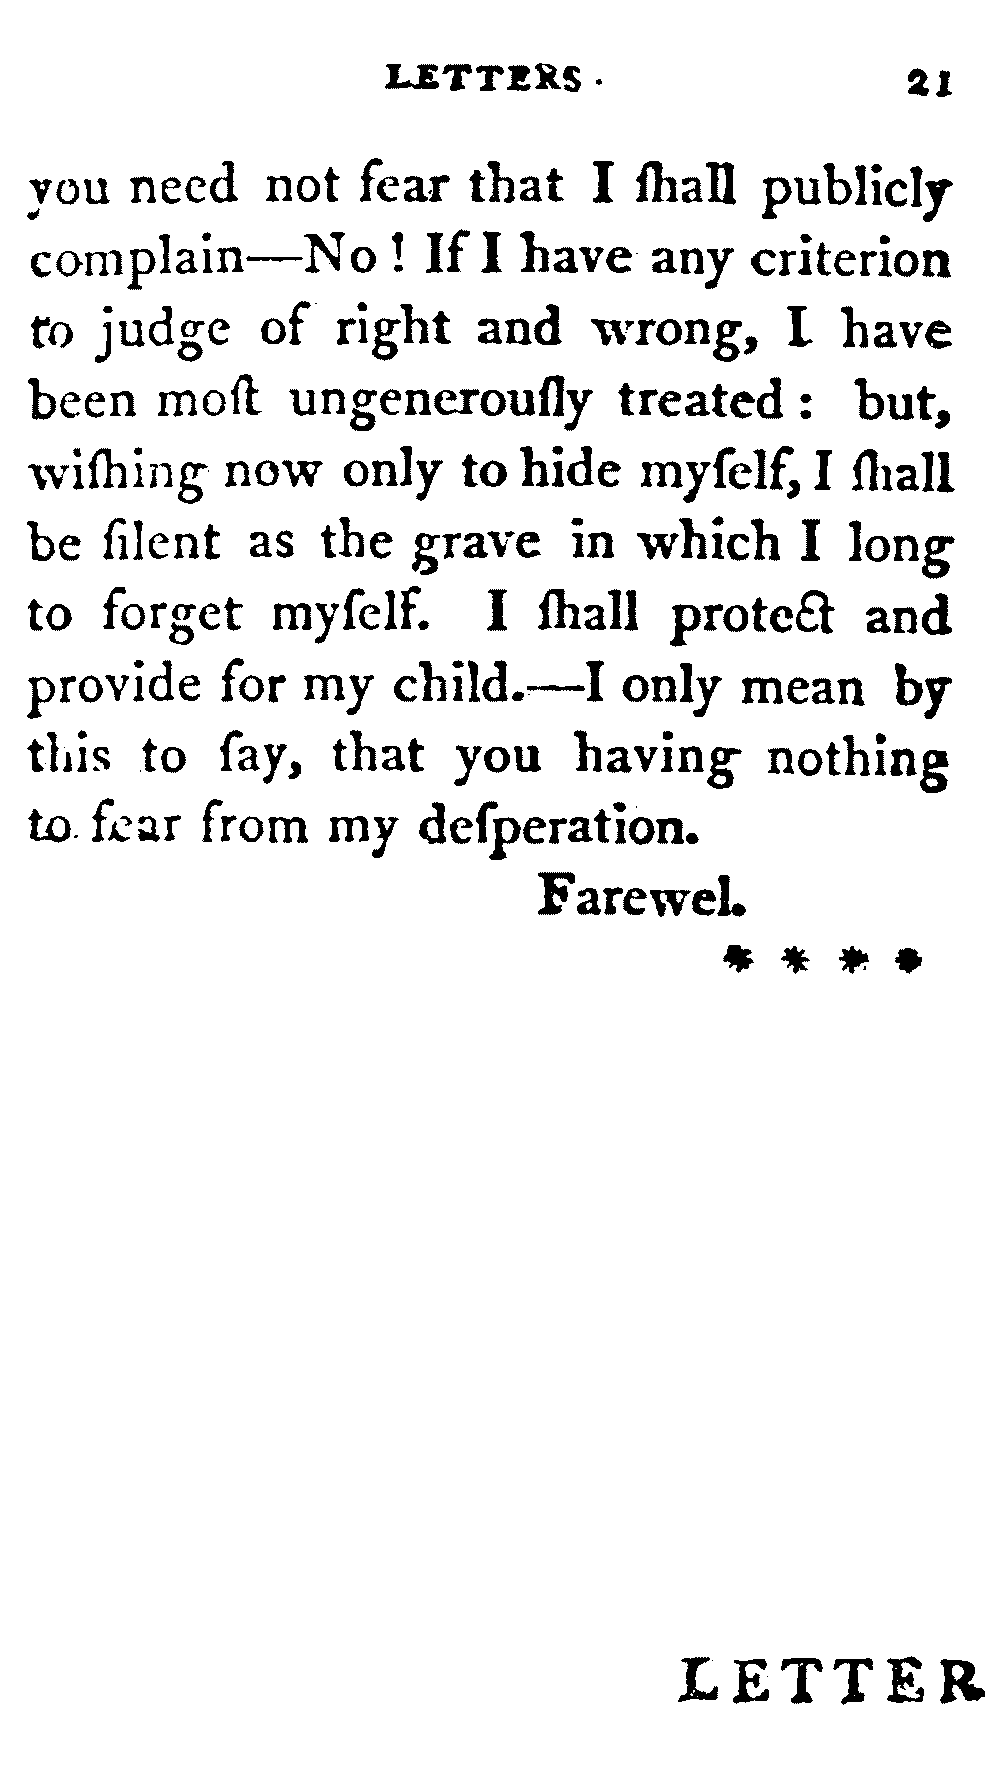 LETTERS. 21
you need not fear that I ſhall publicly
complain—No! If I have any criterion
to judge of right and wrong, I have
been moſt ungenerouſly treated: but,
wiſhing now only to hide myſelf, I ſhall
be ſilent as the grave in which I long
to forget myſelf. I ſhall protect and
provide for my child.—I only mean by
this to ſay, that you having nothing
to fear from my deſperation.
Farewel.
* * * *
LETTER